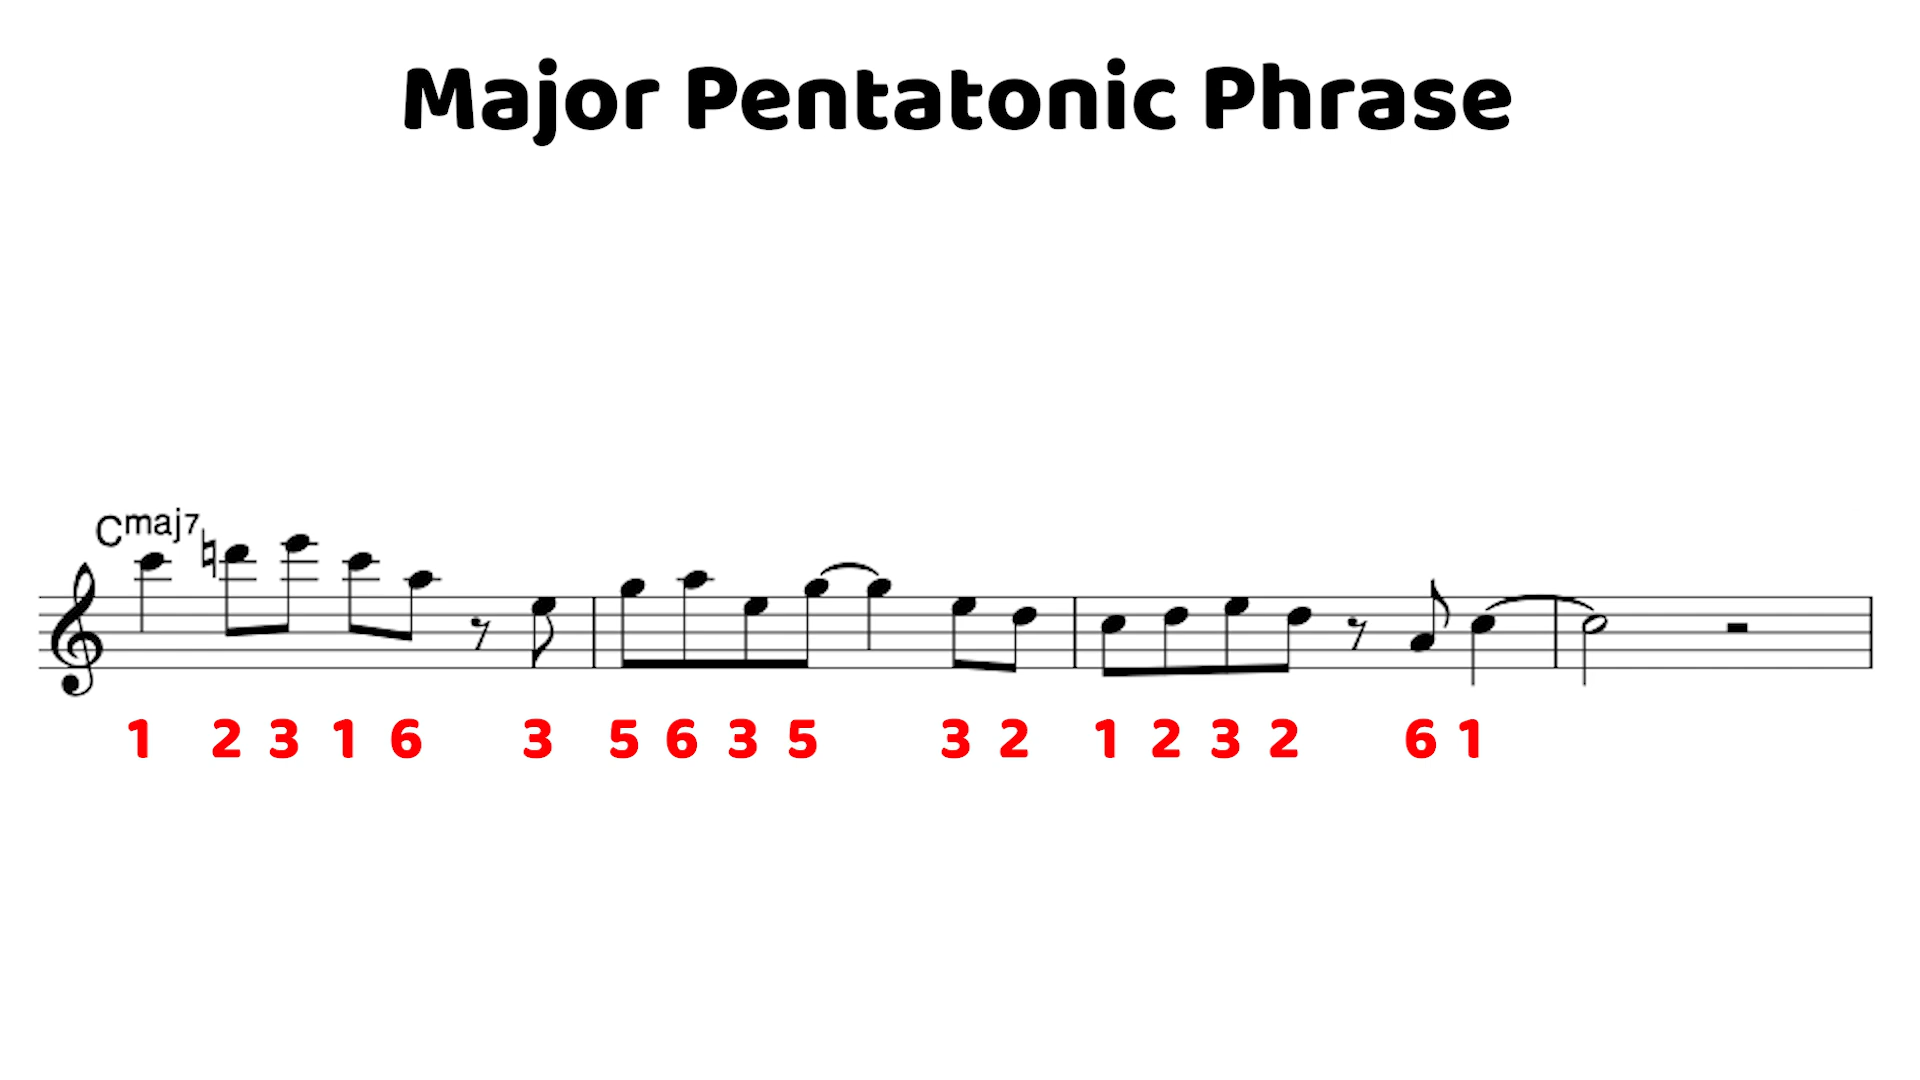 Major Pentatonic Phrase
Cmaj7
1 2 3 1 6 3 5 6 3 5 3 2 1 2 3 2 6 1